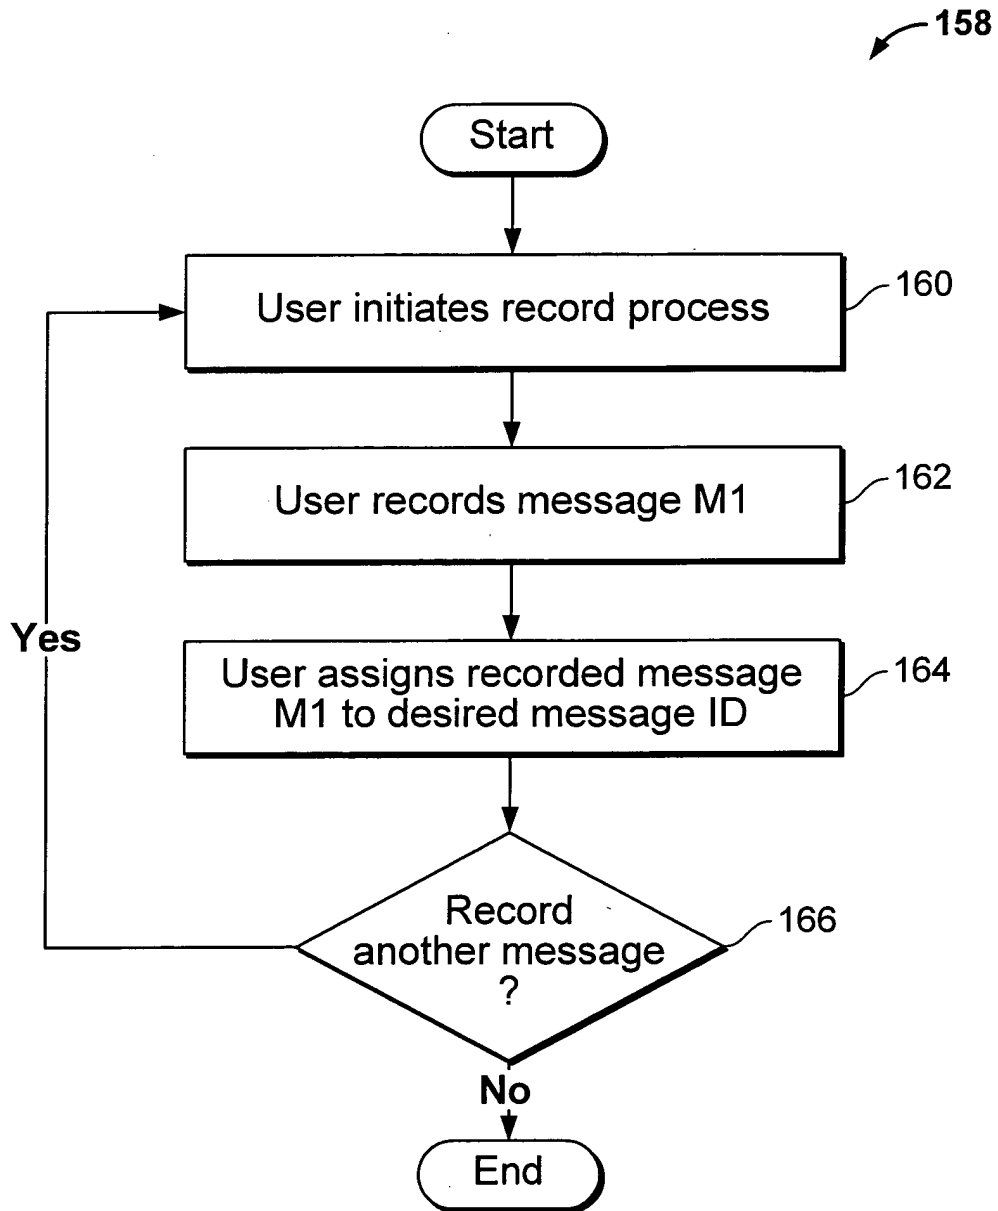 158
Start
User initiates record process
160
User records message M1
162
Yes
User assigns recorded message
M1 to desired message ID
164
Record
another message
?
166
No
End